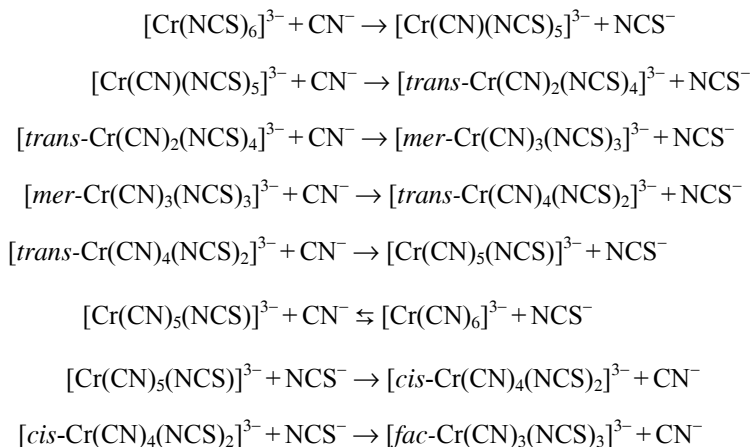 [Cr(NCS)₆]³⁻ + CN⁻ → [Cr(CN)(NCS)₅]³⁻ + NCS⁻
[Cr(CN)(NCS)₅]³⁻ + CN⁻ → [trans-Cr(CN)₂(NCS)₄]³⁻ + NCS⁻
[trans-Cr(CN)₂(NCS)₄]³⁻ + CN⁻ → [mer-Cr(CN)₃(NCS)₃]³⁻ + NCS⁻
[mer-Cr(CN)₃(NCS)₃]³⁻ + CN⁻ → [trans-Cr(CN)₄(NCS)₂]³⁻ + NCS⁻
[trans-Cr(CN)₄(NCS)₂]³⁻ + CN⁻ → [Cr(CN)₅(NCS)]³⁻ + NCS⁻
[Cr(CN)₅(NCS)]³⁻ + CN⁻ ⇆ [Cr(CN)₆]³⁻ + NCS⁻
[Cr(CN)₅(NCS)]³⁻ + NCS⁻ → [cis-Cr(CN)₄(NCS)₂]³⁻ + CN⁻
[cis-Cr(CN)₄(NCS)₂]³⁻ + NCS⁻ → [fac-Cr(CN)₃(NCS)₃]³⁻ + CN⁻